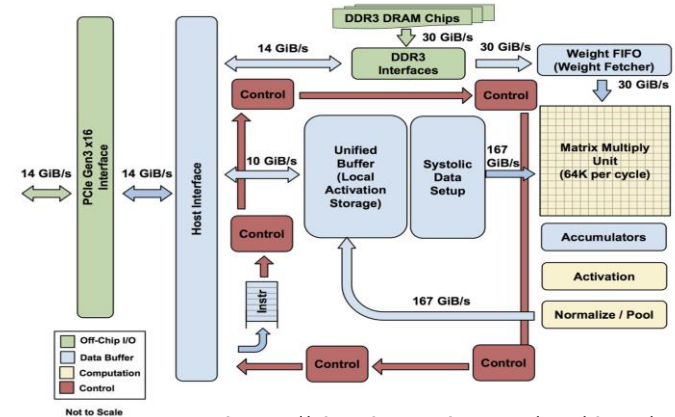 DDR3 DRAM Chips
30 GiB/s
14 GiB/s
DDR3
Interfaces
30 GiB/s
Weight FIFO
(Weight Fetcher)
30 GiB/s
Control
Control
14 GiB/s
PCIe Gen3 x16
Interface
14 GiB/s
Host Interface
10 GiB/s
Unified
Buffer
(Local
Activation
Storage)
Systolic
Data
Setup
167
GiB/s
Matrix Multiply
Unit
(64K per cycle)
Control
Accumulators
Activation
Instr
167 GiB/s
Normalize / Pool
Off-Chip I/O
Data Buffer
Computation
Control
Control
Control
Not to Scale